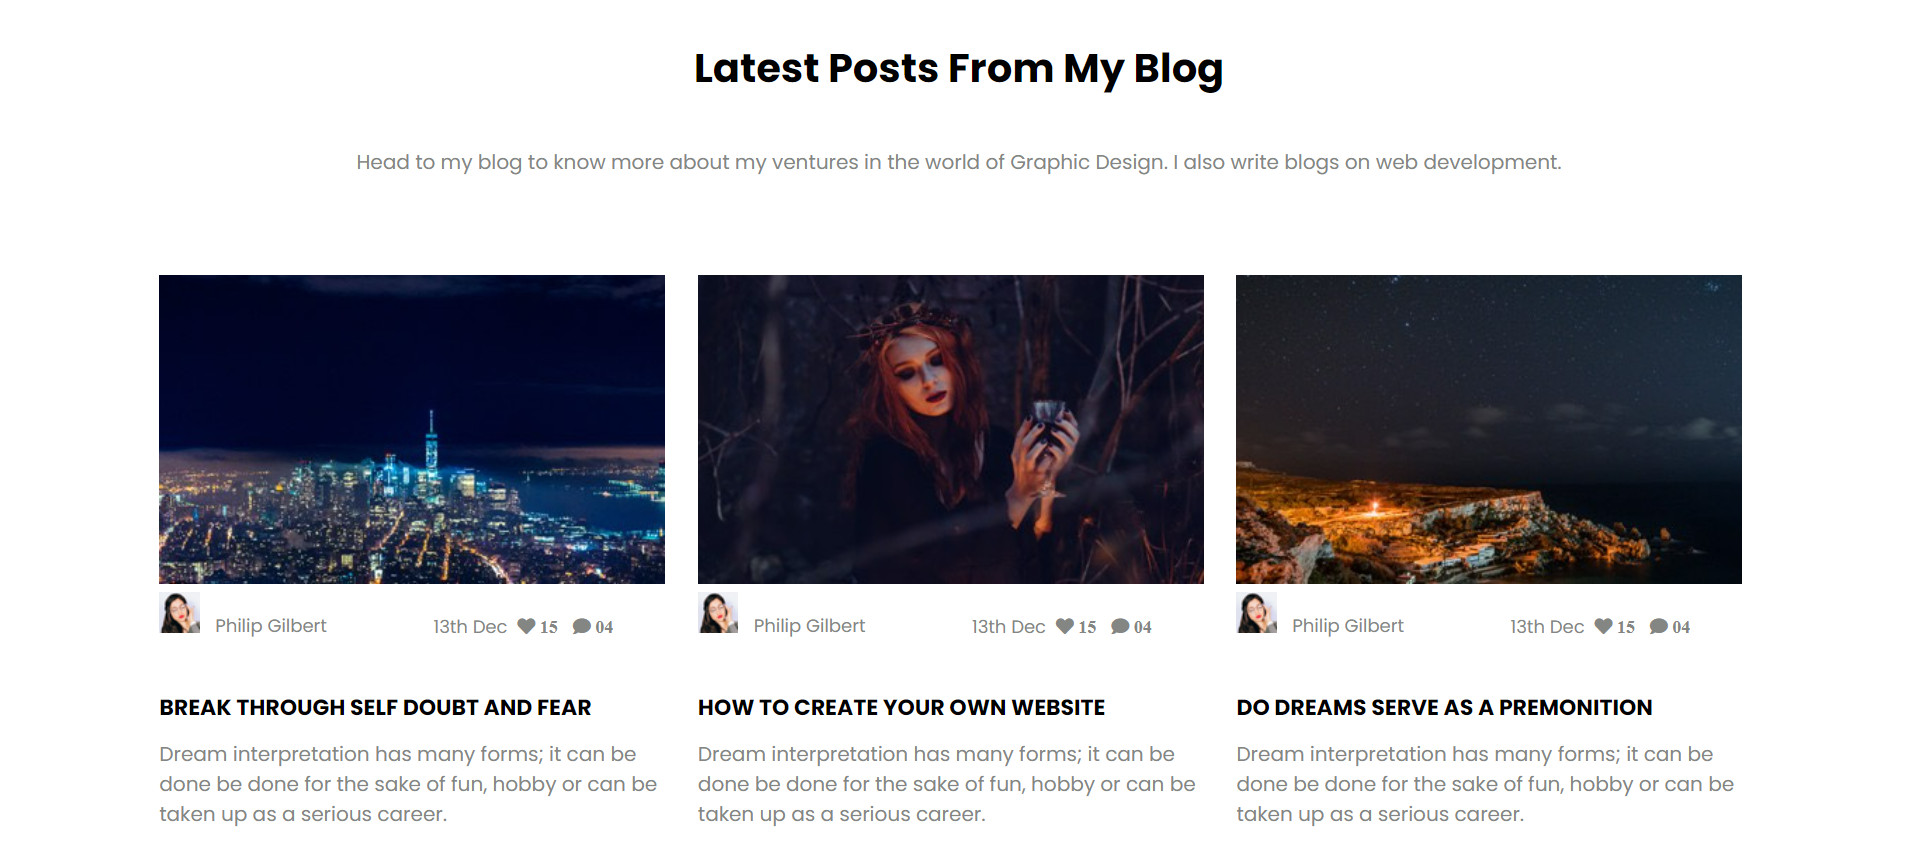 Latest Posts From My Blog
Head to my blog to know more about my ventures in the world of Graphic Design. I also write blogs on web development.
Philip Gilbert 13th Dec 15 04
BREAK THROUGH SELF DOUBT AND FEAR
Dream interpretation has many forms; it can be
done be done for the sake of fun, hobby or can be
taken up as a serious career.
Philip Gilbert 13th Dec 15 04
HOW TO CREATE YOUR OWN WEBSITE
Dream interpretation has many forms; it can be
done be done for the sake of fun, hobby or can be
taken up as a serious career.
Philip Gilbert 13th Dec 15 04
DO DREAMS SERVE AS A PREMONITION
Dream interpretation has many forms; it can be
done be done for the sake of fun, hobby or can be
taken up as a serious career.